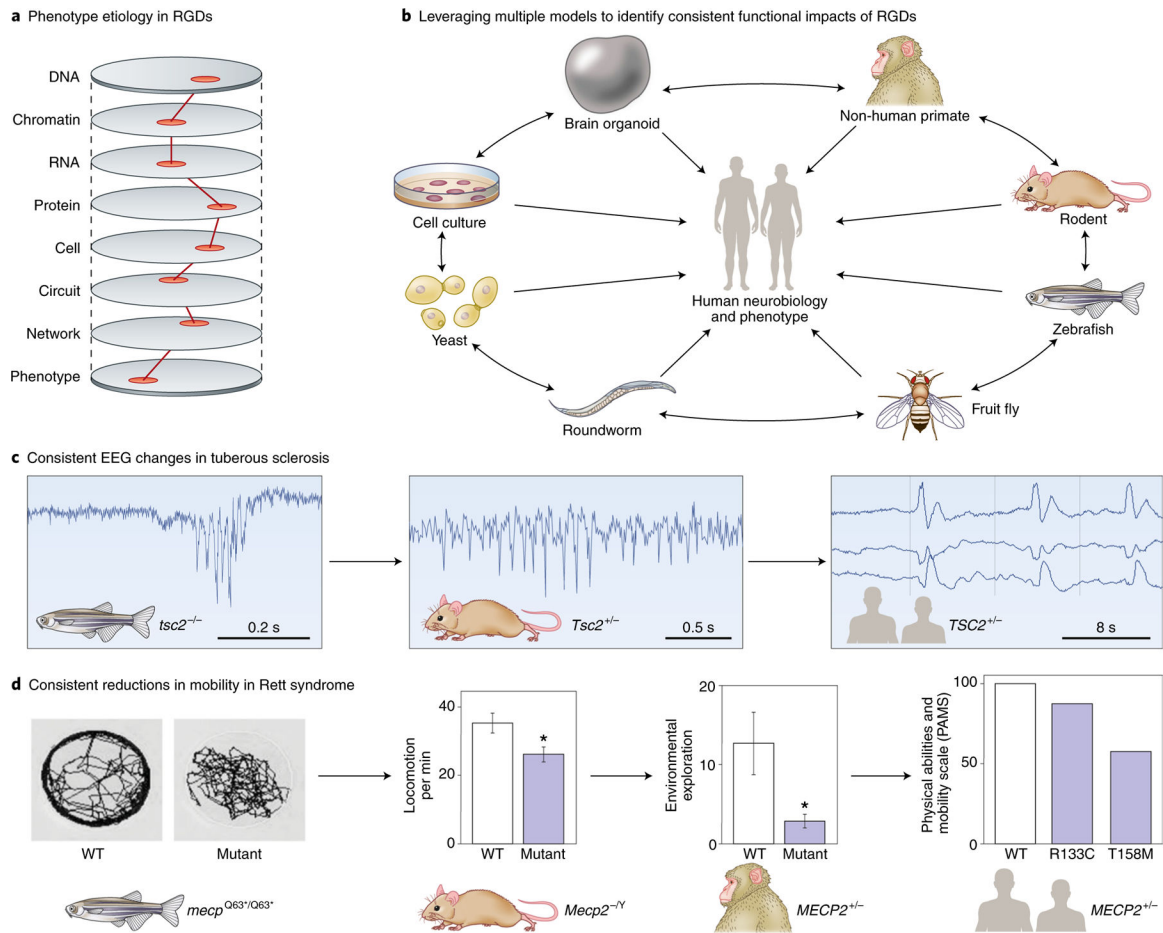 a Phenotype etiology in RGDs
DNA
Chromatin
RNA
Protein
Cell
Circuit
Network
Phenotype
b Leveraging multiple models to identify consistent functional impacts of RGDs
Brain organoid
Non-human primate
Cell culture
Rodent
Human neurobiology
and phenotype
Yeast
Zebrafish
Roundworm
Fruit fly
c Consistent EEG changes in tuberous sclerosis
tsc2–/–
0.2 s
Tsc2+/–
0.5 s
TSC2+/–
8 s
d Consistent reductions in mobility in Rett syndrome
WT
Mutant
mecpQ63*/Q63*
Locomotion
per min
40
20
0
*
WT
Mutant
Mecp2–/Y
Environmental
exploration
20
10
0
*
WT
Mutant
MECP2+/–
Physical abilities and
mobility scale (PAMS)
100
50
0
WT
R133C
T158M
MECP2+/–